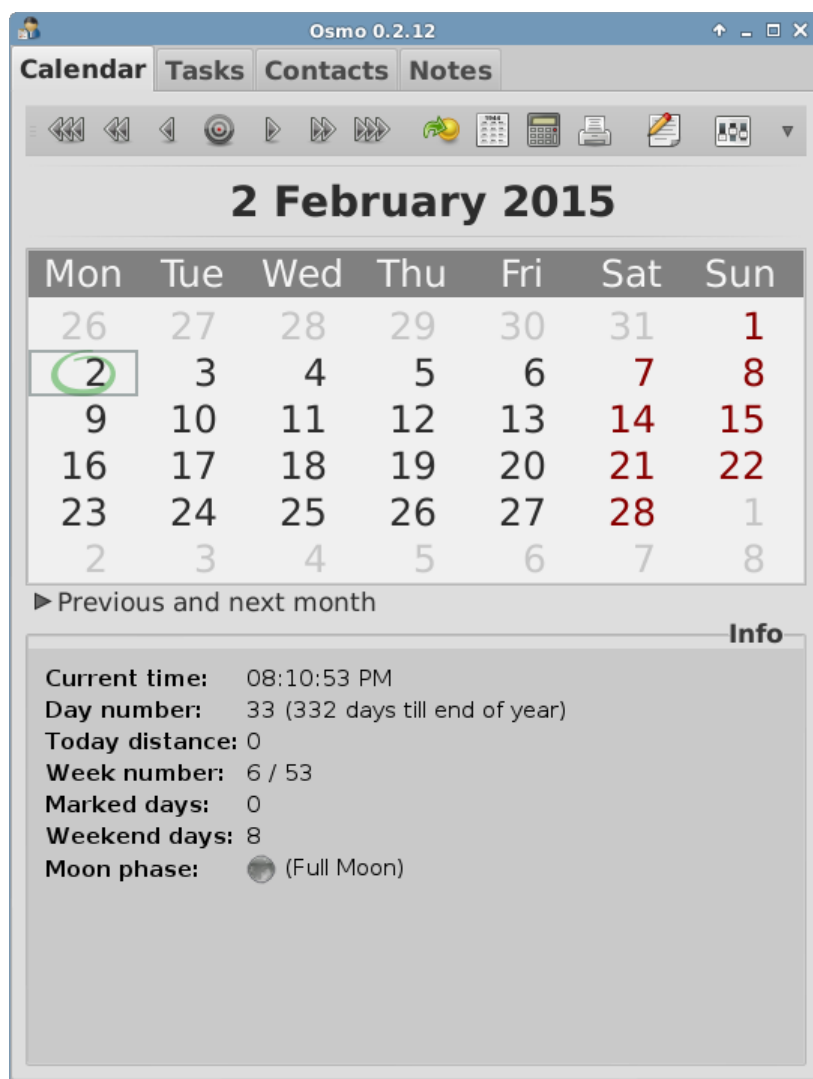 Osmo 0.2.12
Calendar Tasks Contacts Notes
2 February 2015
Mon Tue Wed Thu Fri Sat Sun
26 27 28 29 30 31 1
2 3 4 5 6 7 8
9 10 11 12 13 14 15
16 17 18 19 20 21 22
23 24 25 26 27 28 1
2 3 4 5 6 7 8
Previous and next month
Info
Current time: 08:10:53 PM
Day number: 33 (332 days till end of year)
Today distance: 0
Week number: 6 / 53
Marked days: 0
Weekend days: 8
Moon phase: (Full Moon)